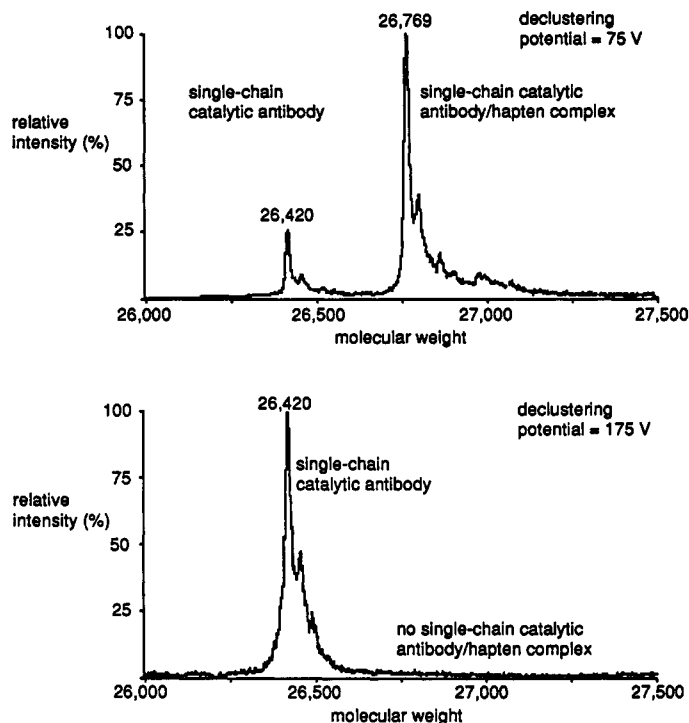 26,769
declustering
potential = 75 V
100
single-chain
catalytic antibody
single-chain catalytic
antibody/hapten complex
75
relative
intensity (%)
50
26,420
25
26,000
26,500
27,000
27,500
molecular weight
100
26,420
declustering
potential = 175 V
single-chain
catalytic antibody
75
relative
intensity (%)
50
25
no single-chain catalytic
antibody/hapten complex
26,000
26,500
27,000
27,500
molecular weight